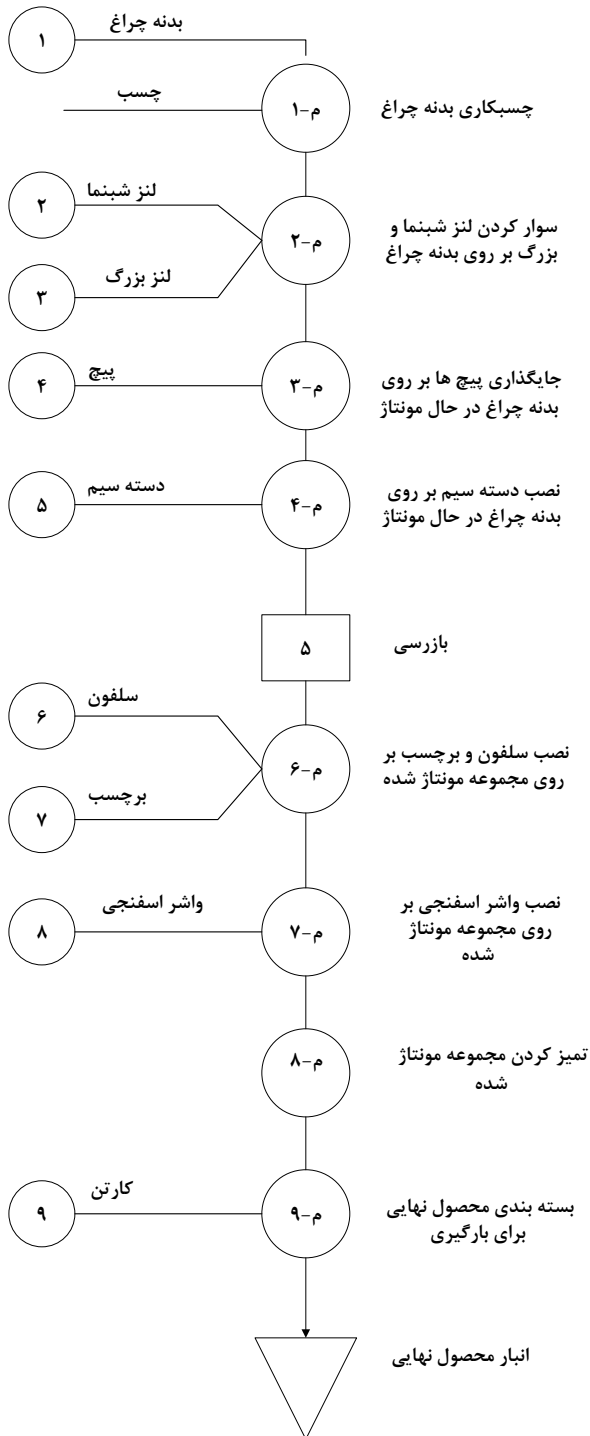 ۱
بدنه چراغ
چسب
م-۱
چسبکاری بدنه چراغ
۲
لنز شبنما
۳
لنز بزرگ
م-۲
سوار کردن لنز شبنما و
بزرگ بر روی بدنه چراغ
۴
پیچ
م-۳
جایگذاری پیچ ها بر روی
بدنه چراغ در حال مونتاژ
۵
دسته سیم
م-۴
نصب دسته سیم بر روی
بدنه چراغ در حال مونتاژ
۵
بازرسی
۶
سلفون
۷
برچسب
م-۶
نصب سلفون و برچسب بر
روی مجموعه مونتاژ شده
۸
واشر اسفنجی
م-۷
نصب واشر اسفنجی بر
روی مجموعه مونتاژ
شده
م-۸
تمیز کردن مجموعه مونتاژ
شده
۹
کارتن
م-۹
بسته بندی محصول نهایی
برای بارگیری
انبار محصول نهایی